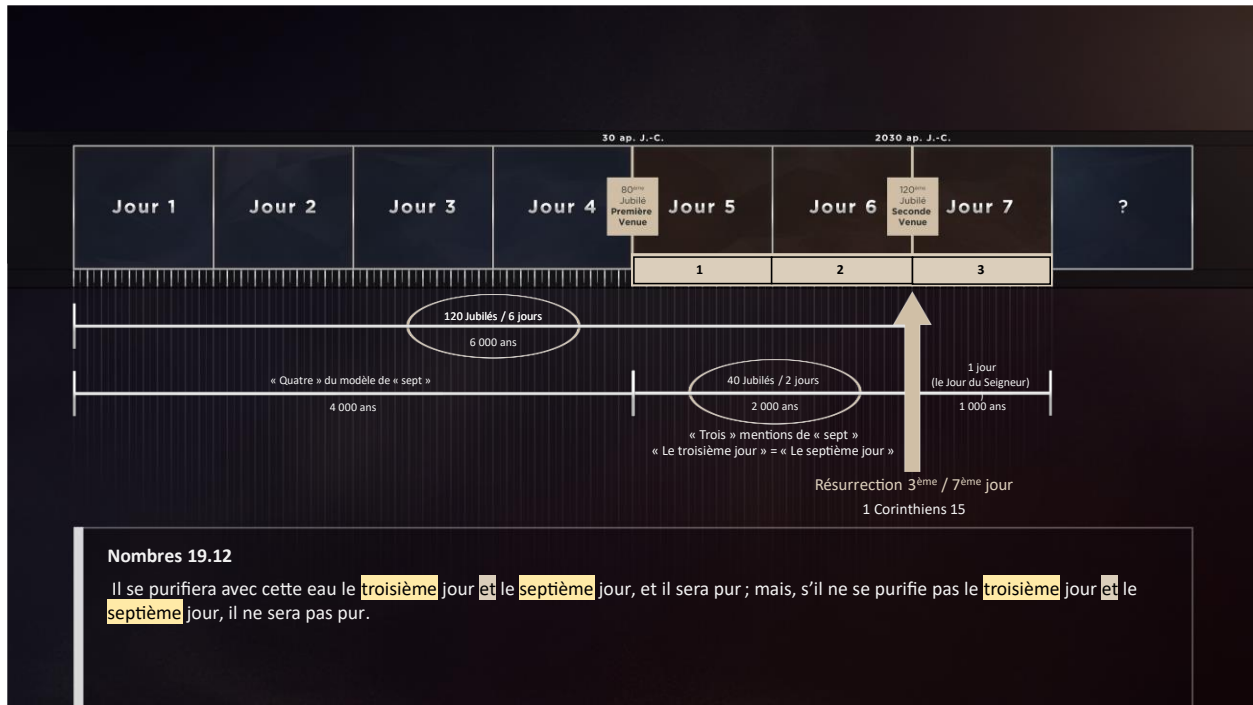 30 ap. J.-C.
2030 ap. J.-C.
Jour 1
Jour 2
Jour 3
Jour 4
80ème
Jubilé
Première
Venue
Jour 5
Jour 6
120ème
Jubilé
Seconde
Venue
Jour 7
?
1
2
3
120 Jubilés / 6 jours
6 000 ans
« Quatre » du modèle de « sept »
4 000 ans
40 Jubilés / 2 jours
2 000 ans
1 jour
(le Jour du Seigneur)
1 000 ans
« Trois » mentions de « sept »
« Le troisième jour » = « Le septième jour »
Résurrection 3ème / 7ème jour
1 Corinthiens 15
Nombres 19.12
Il se purifiera avec cette eau le troisième jour et le septième jour, et il sera pur ; mais, s’il ne se purifie pas le troisième jour et le
septième jour, il ne sera pas pur.